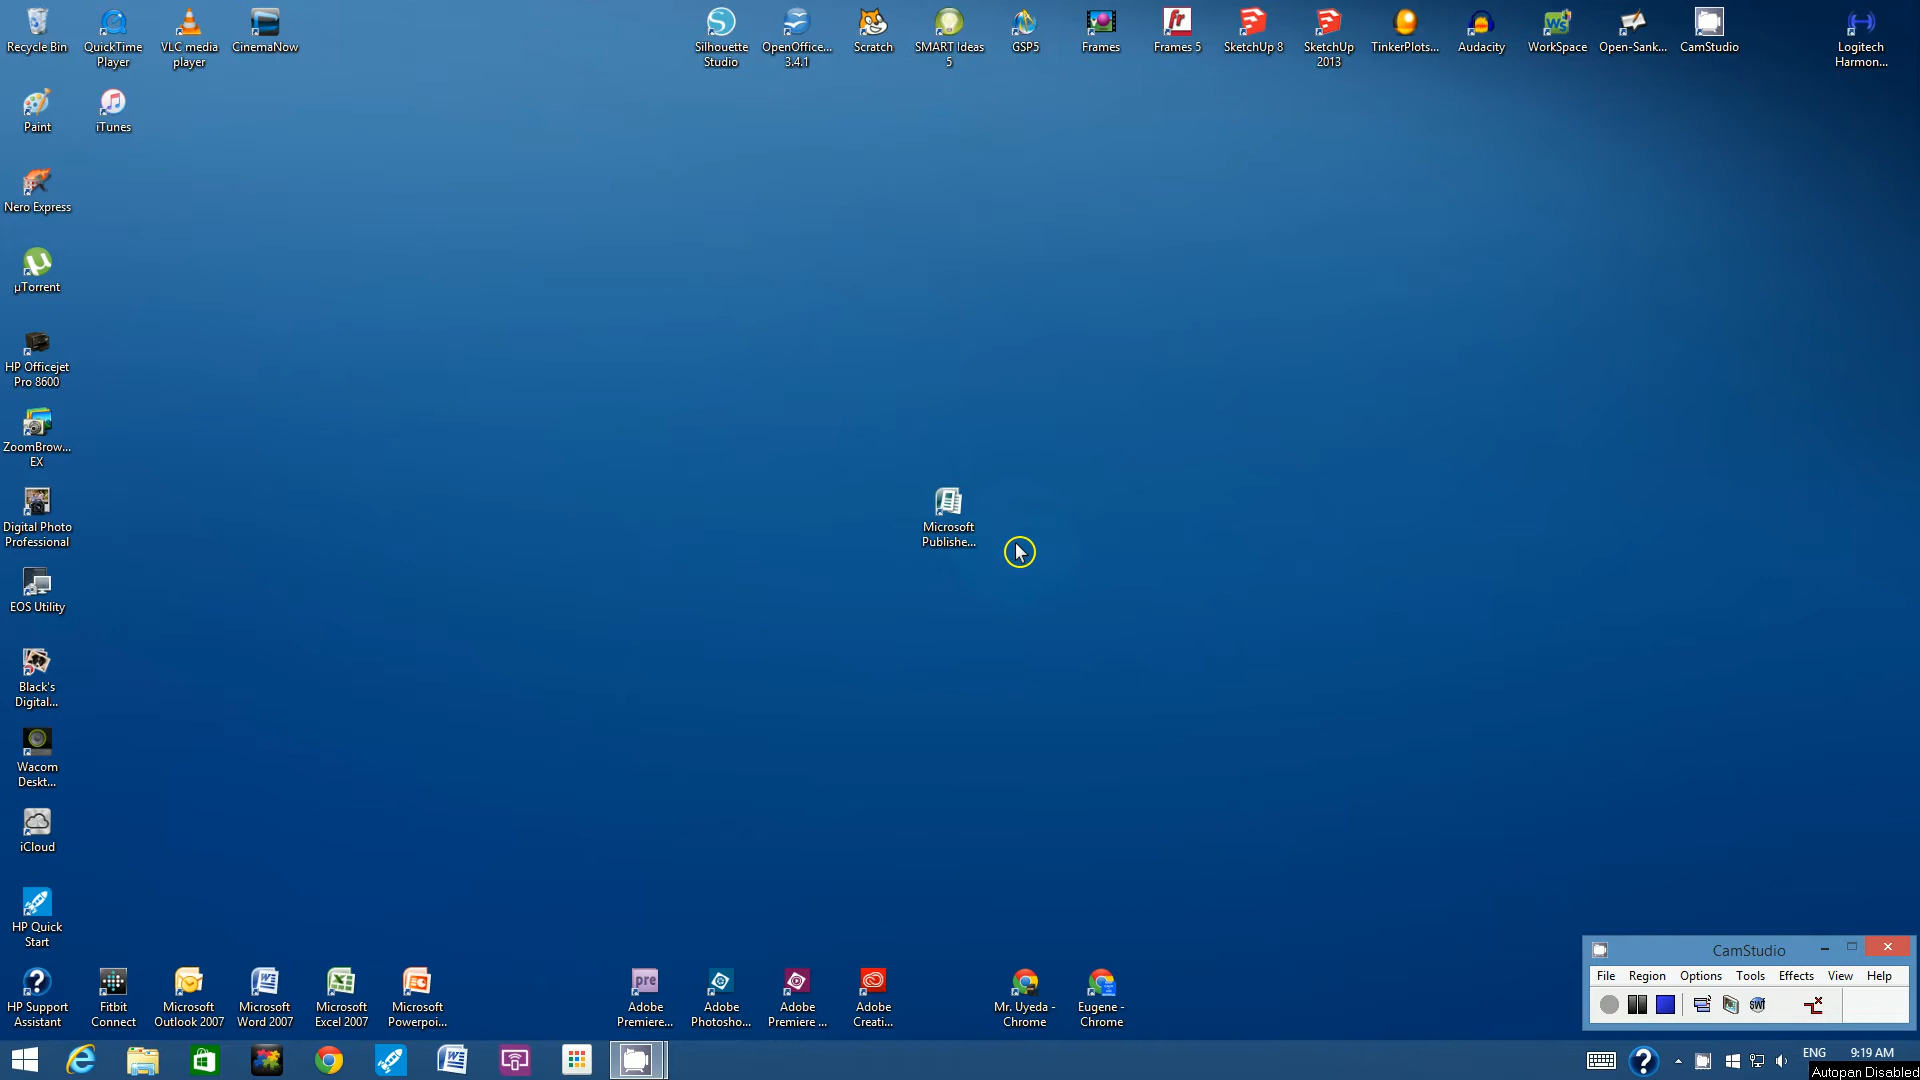 Recycle Bin
QuickTime
Player
VLC media
player
CinemaNow
Silhouette
Studio
OpenOffice...
3.4.1
Scratch
SMART Ideas
5
GSP5
Frames
Frames 5
SketchUp 8
SketchUp
2013
TinkerPlots...
Audacity
WorkSpace
Open-Sank...
CamStudio
Logitech
Harmon...
Paint
iTunes
Nero Express
µTorrent
HP Officejet
Pro 8600
ZoomBrow...
EX
Digital Photo
Professional
Microsoft
Publishe...
EOS Utility
Black's
Digital...
Wacom
Deskt...
iCloud
HP Quick
Start
CamStudio
File Region Options Tools Effects View Help
HP Support
Assistant
Fitbit
Connect
Microsoft
Outlook 2007
Microsoft
Word 2007
Microsoft
Excel 2007
Microsoft
Powerpoi...
pre
Adobe
Premiere...
Adobe
Photosho...
Adobe
Premiere ...
Adobe
Creati...
Mr. Uyeda -
Chrome
Eugene -
Chrome
ENG 9:19 AM
Autopan Disabled